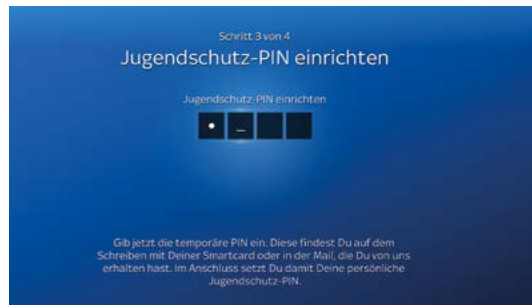 Schritt 3 von 4
Jugendschutz-PIN einrichten
Jugendschutz-PIN einrichten
Gib jetzt die temporäre PIN ein. Diese findest Du auf dem
Schreiben mit Deiner Smartcard oder in der Mail, die Du von uns
erhalten hast. Im Anschluss setzt Du damit Deine persönliche
Jugendschutz-PIN.